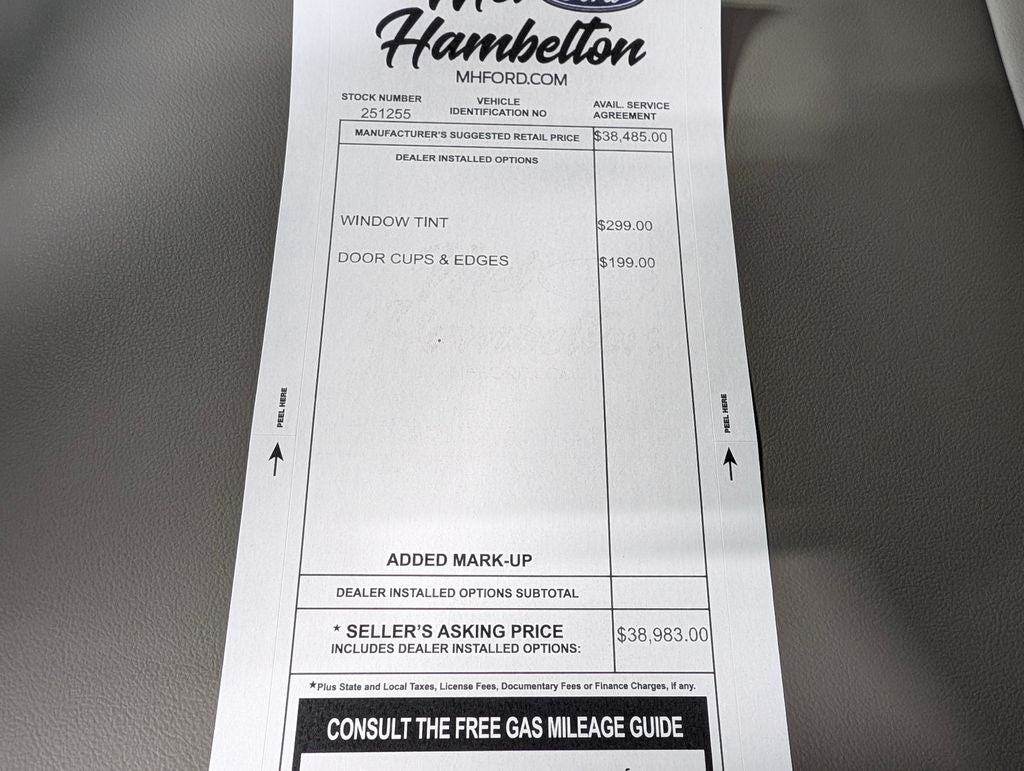 Hambelton
MHFORD.COM
STOCK NUMBER
251255
VEHICLE
IDENTIFICATION NO
AVAIL. SERVICE
AGREEMENT
MANUFACTURER'S SUGGESTED RETAIL PRICE $38,485.00
DEALER INSTALLED OPTIONS
WINDOW TINT $299.00
DOOR CUPS & EDGES $199.00
PEEL HERE
PEEL HERE
ADDED MARK-UP
DEALER INSTALLED OPTIONS SUBTOTAL
* SELLER'S ASKING PRICE $38,983.00
INCLUDES DEALER INSTALLED OPTIONS:
*Plus State and Local Taxes, License Fees, Documentary Fees or Finance Charges, if any.
CONSULT THE FREE GAS MILEAGE GUIDE